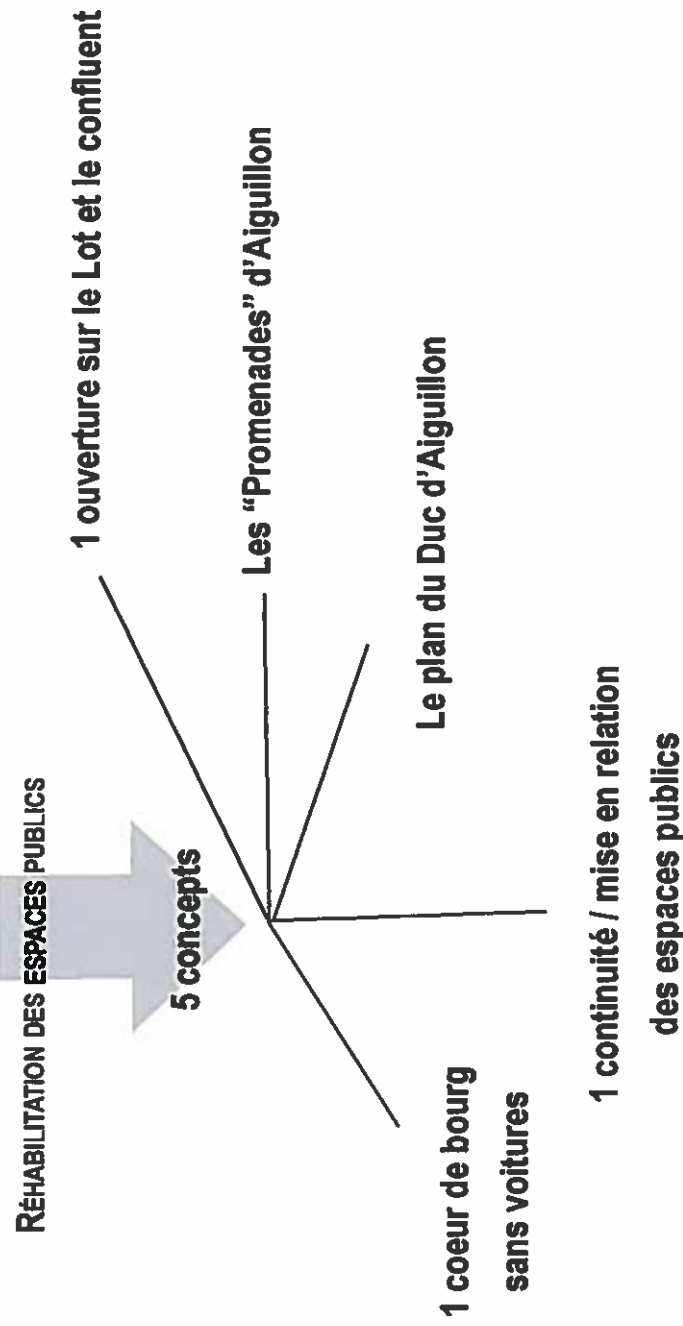 RÉHABILITATION DES ESPACES PUBLICS
5 concepts
1 ouverture sur le Lot et le confluent
Les “Promenades” d’Aiguillon
Le plan du Duc d’Aiguillon
1 continuité / mise en relation
des espaces publics
1 coeur de bourg
sans voitures